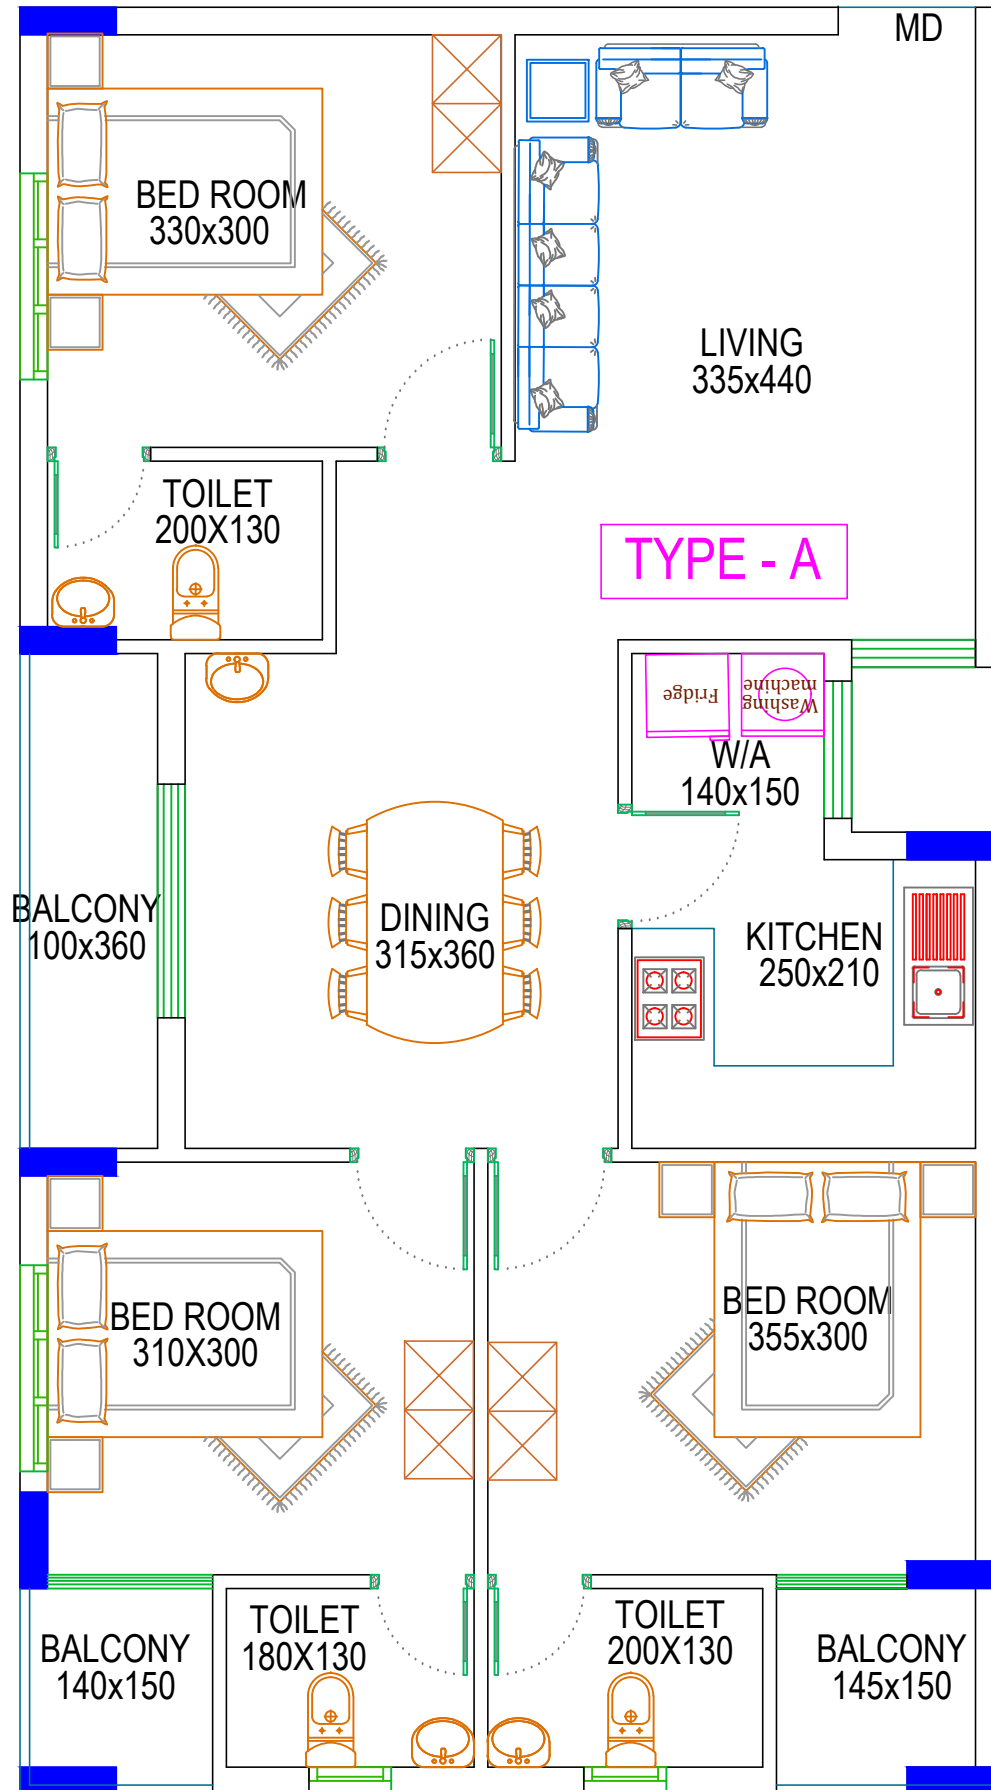 MD
BED ROOM
330x300
LIVING
335x440
TOILET
200X130
TYPE - A
Fridge
Washing
machine
W/A
140x150
BALCONY
100x360
DINING
315x360
KITCHEN
250x210
BED ROOM
310X300
BED ROOM
355x300
BALCONY
140x150
TOILET
180X130
TOILET
200X130
BALCONY
145x150